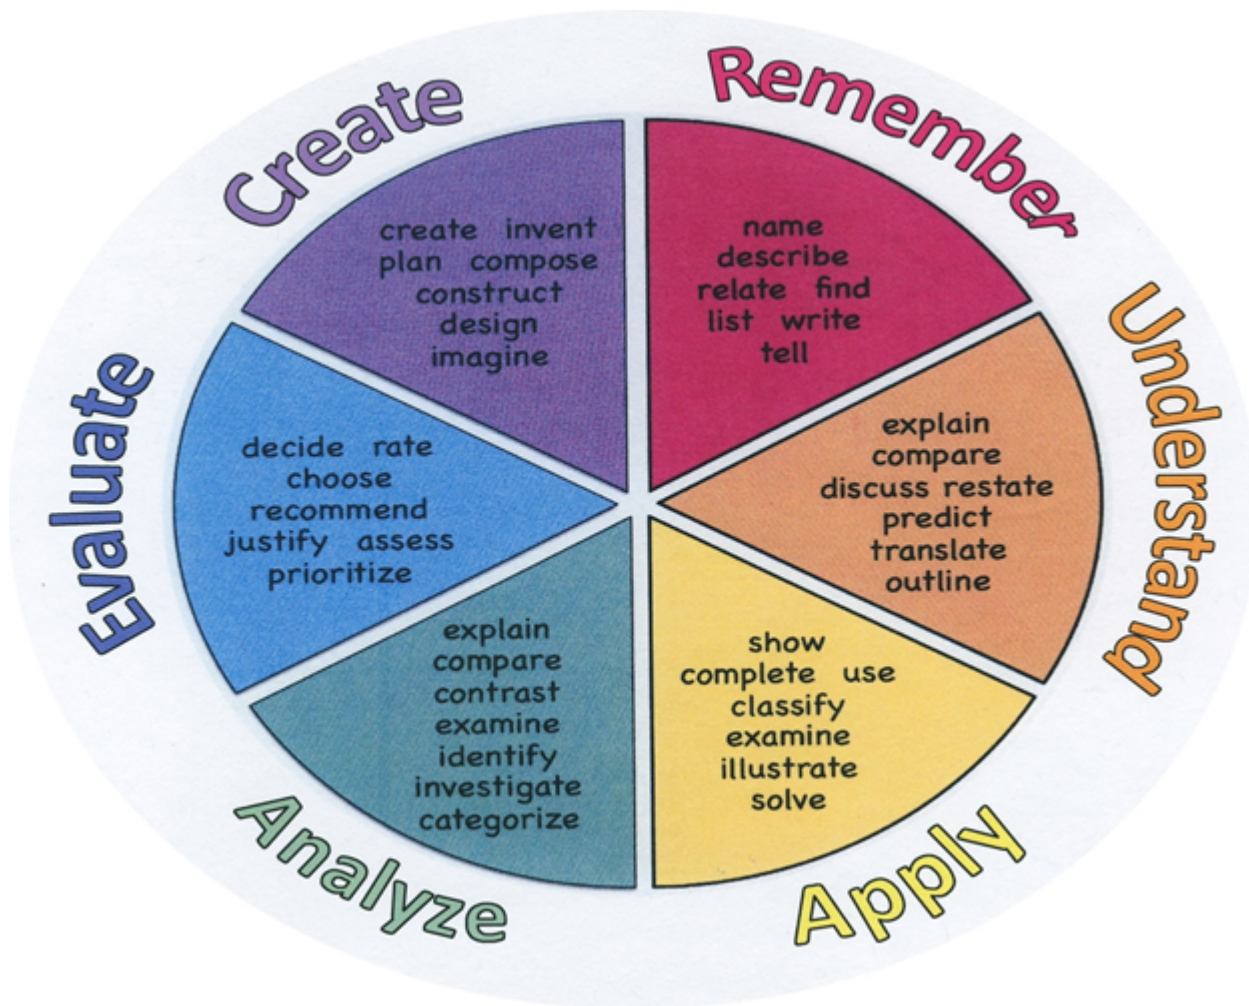 Remember
name
describe
relate find
list write
tell
Understand
explain
compare
discuss restate
predict
translate
outline
Apply
show
complete use
classify
examine
illustrate
solve
Analyze
explain
compare
contrast
examine
identify
investigate
categorize
Evaluate
decide rate
choose
recommend
justify assess
prioritize
Create
create invent
plan compose
construct
design
imagine